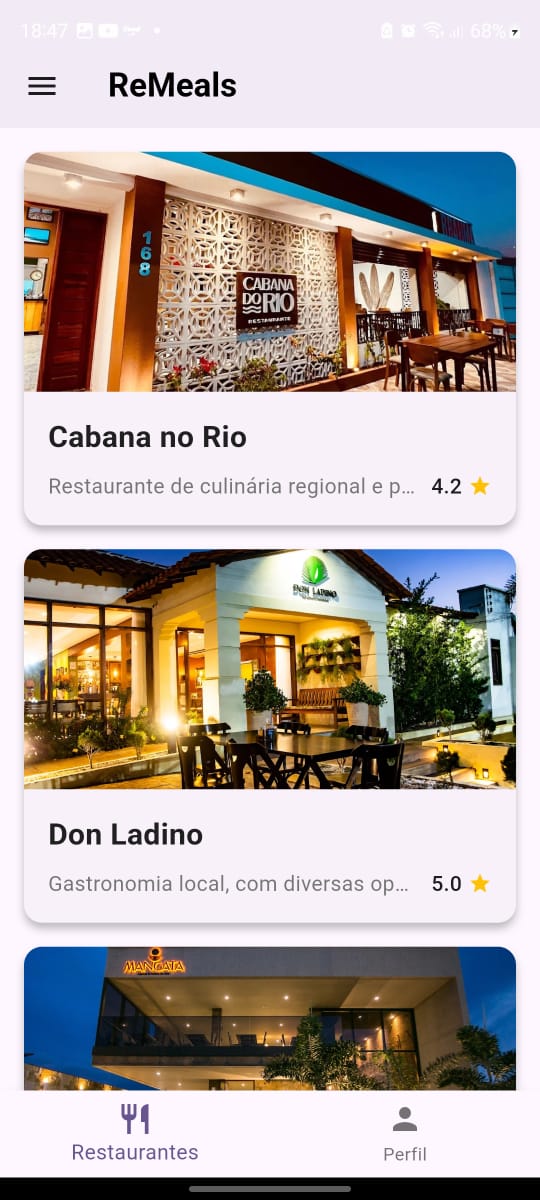 18:47
68%
ReMeals
168
CABANA
DO RIO
RESTAURANTE
Cabana no Rio
Restaurante de culinária regional e p...
4.2
DON LADINO
Don Ladino
Gastronomia local, com diversas op...
5.0
MANGATA
Restaurantes
Perfil